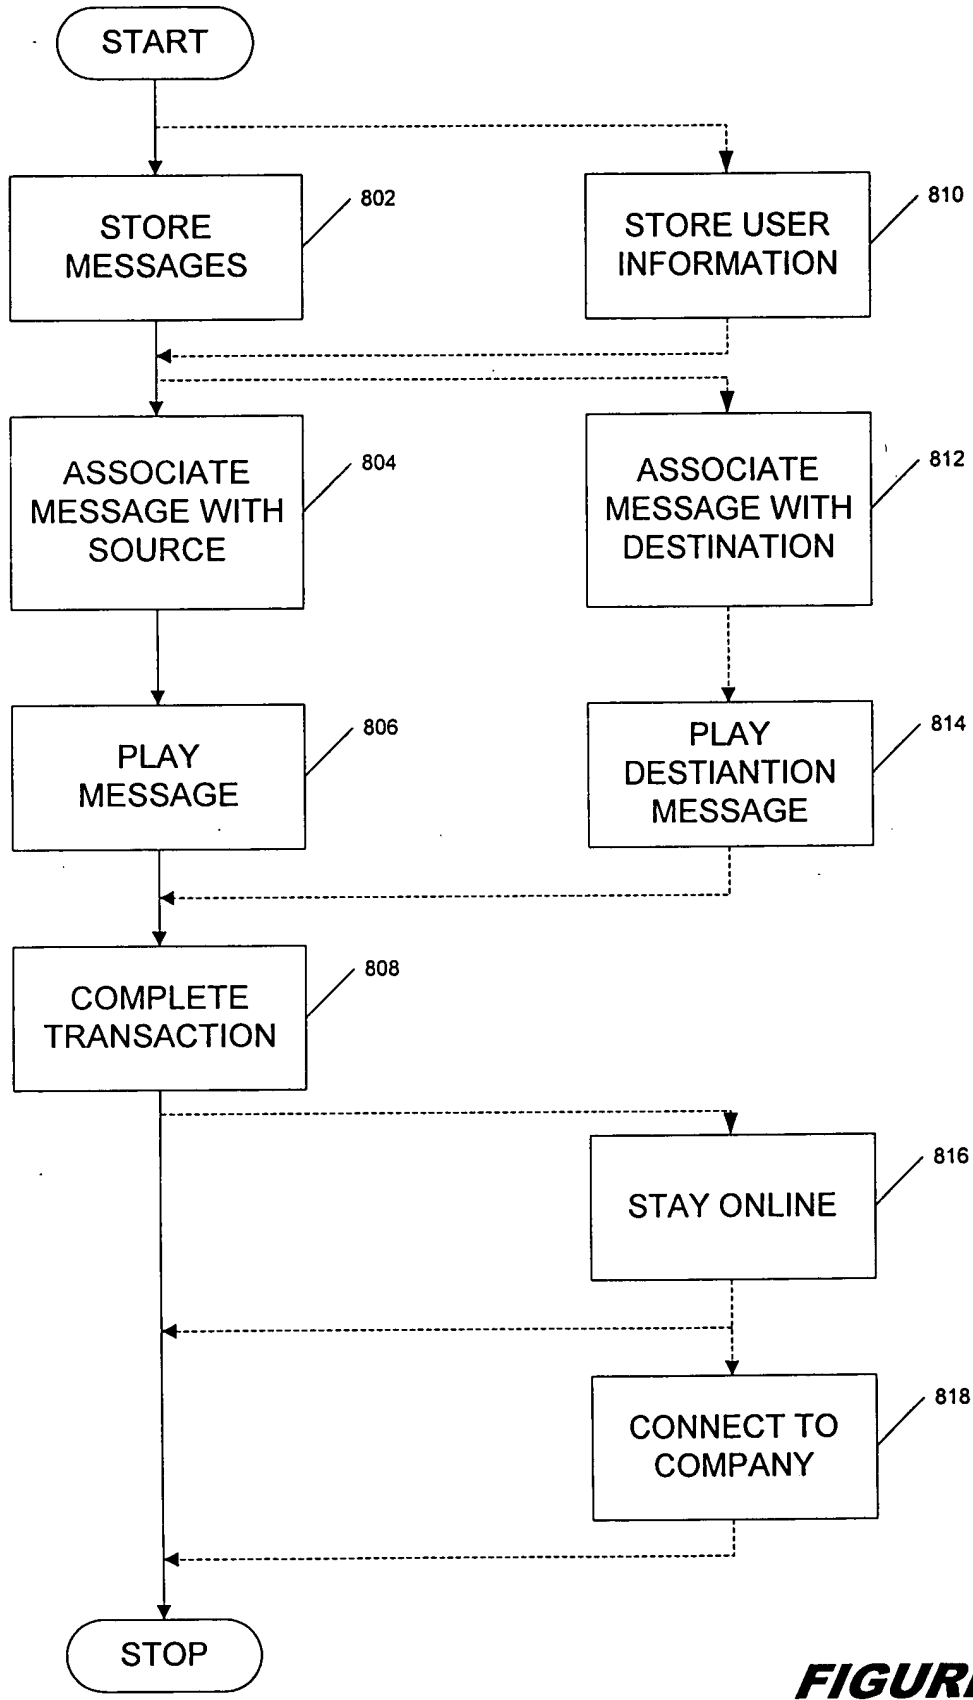 START
STORE
MESSAGES
802
STORE USER
INFORMATION
810
ASSOCIATE
MESSAGE WITH
SOURCE
804
ASSOCIATE
MESSAGE WITH
DESTINATION
812
PLAY
MESSAGE
806
PLAY
DESTIANTION
MESSAGE
814
COMPLETE
TRANSACTION
808
STAY ONLINE
816
CONNECT TO
COMPANY
818
STOP